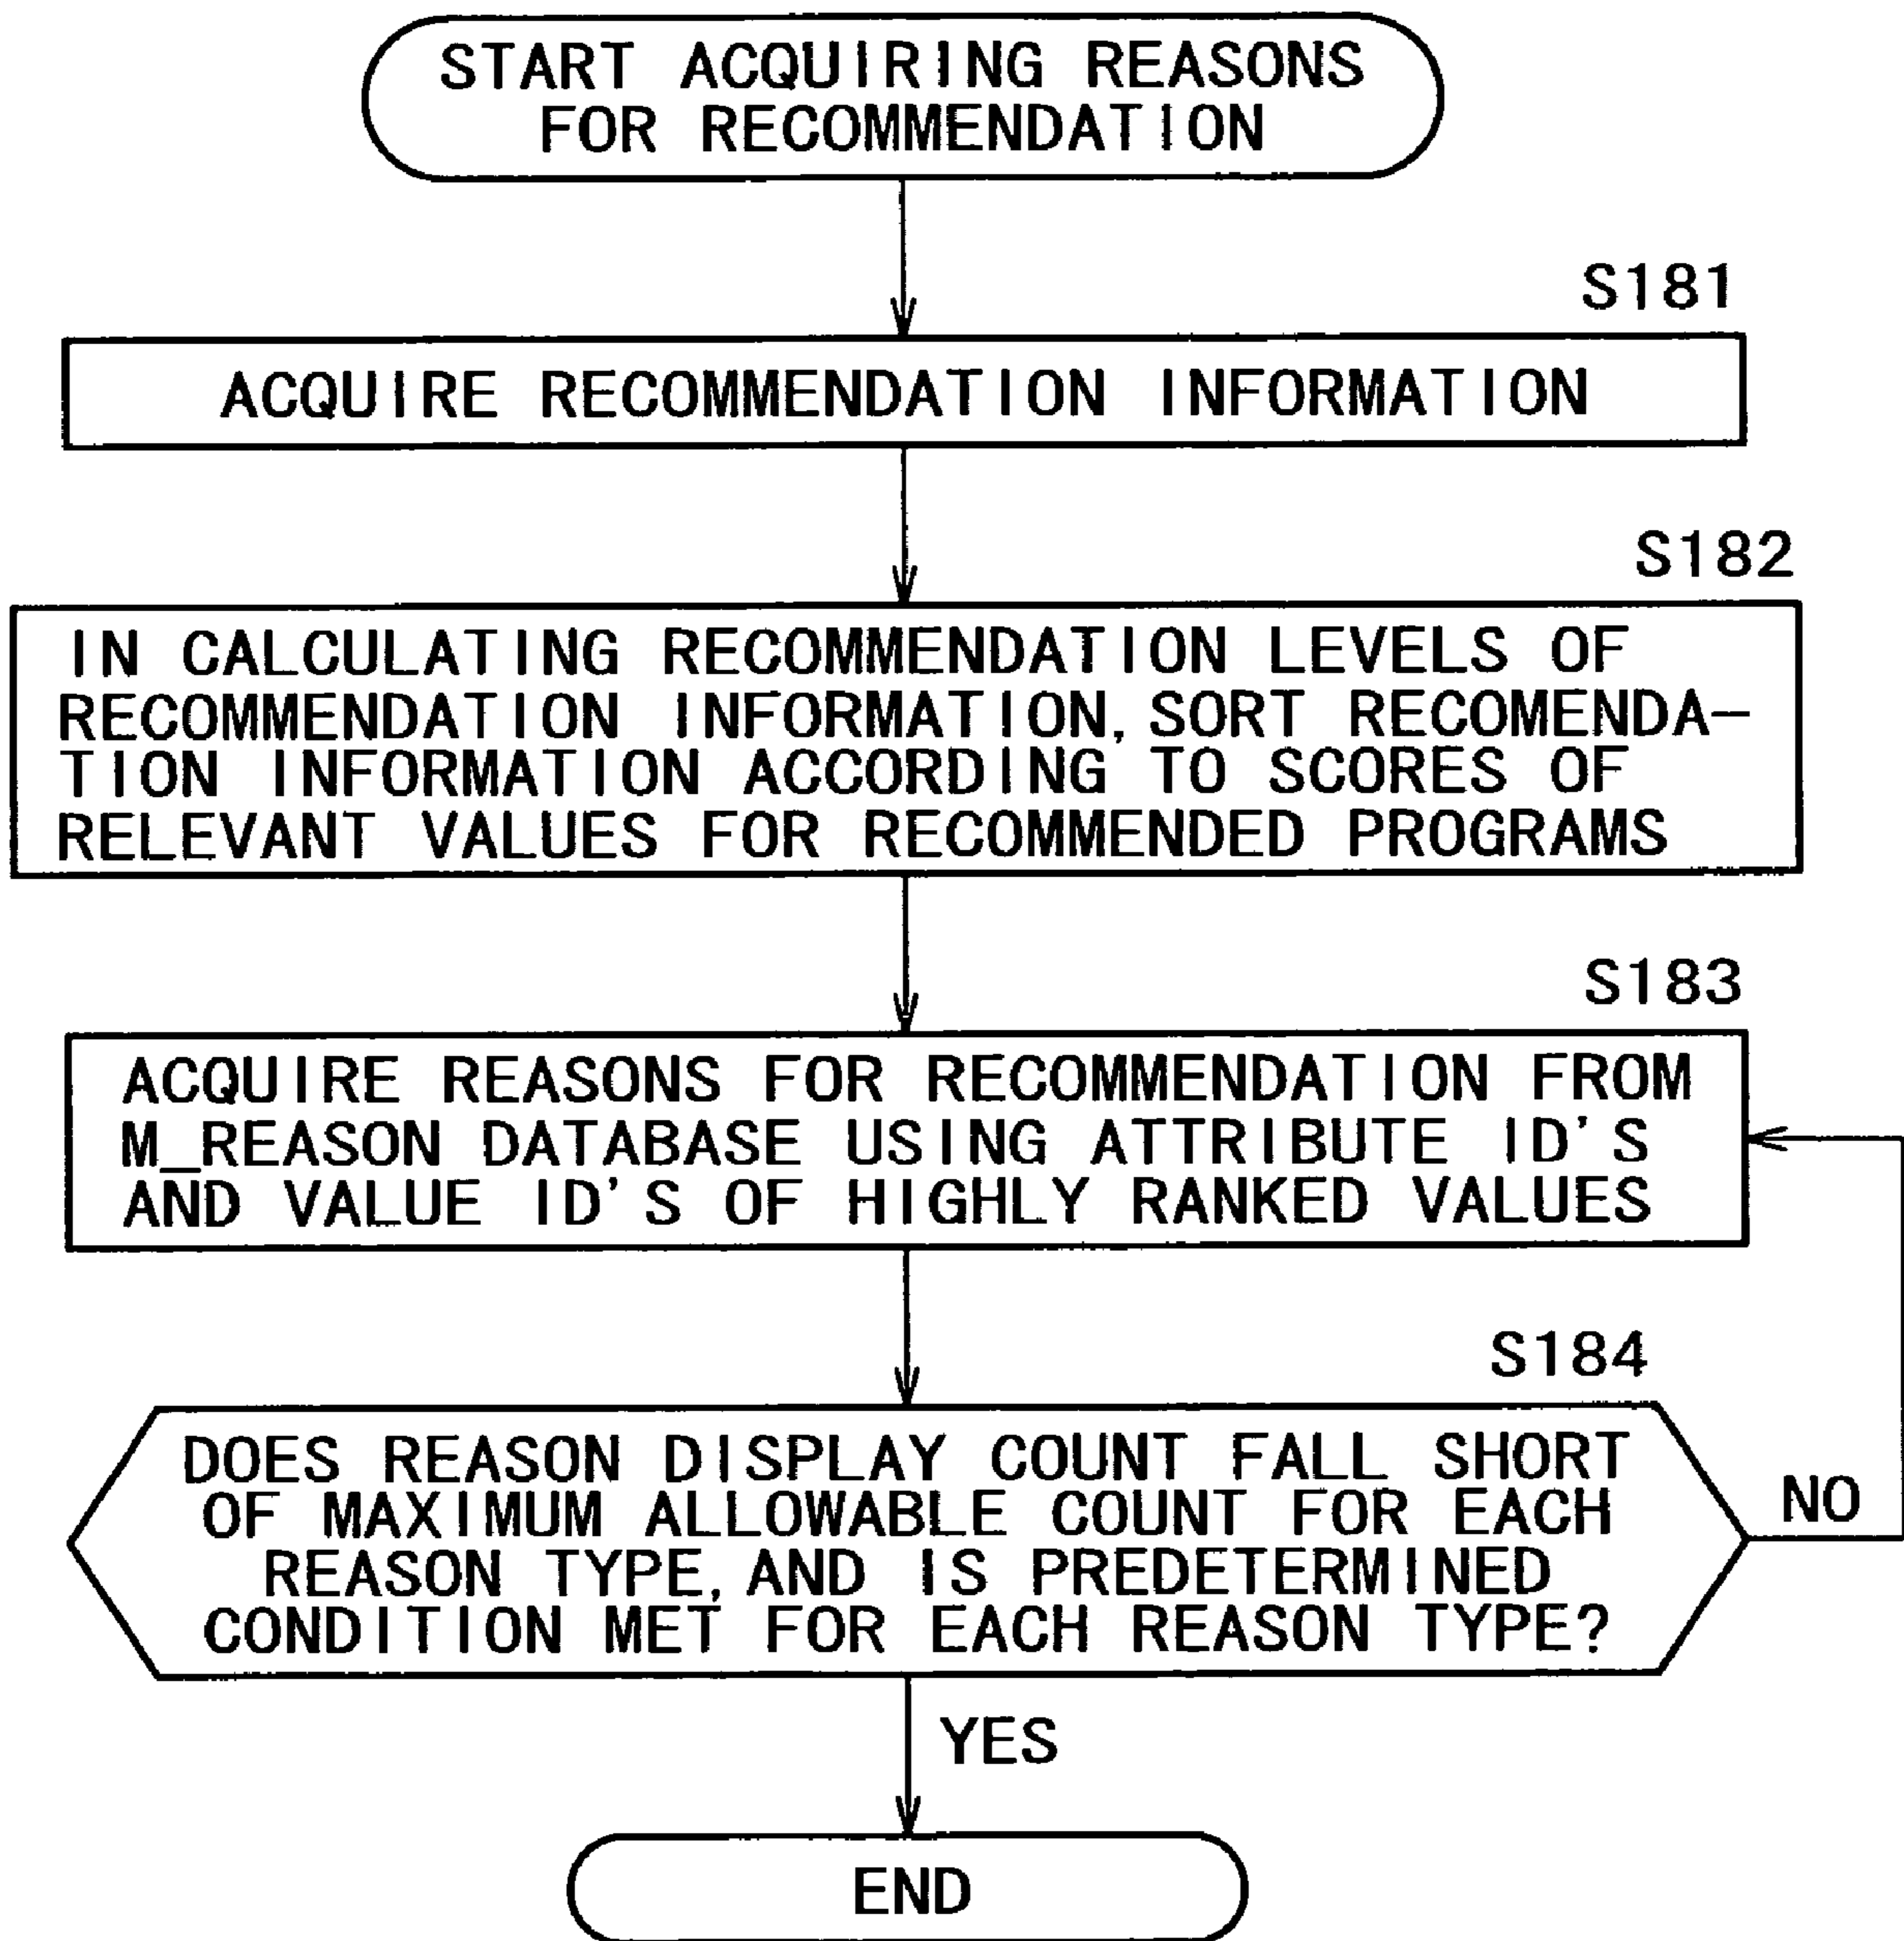 START ACQUIRING REASONS
FOR RECOMMENDATION
S181
ACQUIRE RECOMMENDATION INFORMATION
S182
IN CALCULATING RECOMMENDATION LEVELS OF
RECOMMENDATION INFORMATION, SORT RECOMENDA-
TION INFORMATION ACCORDING TO SCORES OF
RELEVANT VALUES FOR RECOMMENDED PROGRAMS
S183
ACQUIRE REASONS FOR RECOMMENDATION FROM
M_REASON DATABASE USING ATTRIBUTE ID'S
AND VALUE ID'S OF HIGHLY RANKED VALUES
S184
DOES REASON DISPLAY COUNT FALL SHORT
OF MAXIMUM ALLOWABLE COUNT FOR EACH
REASON TYPE, AND IS PREDETERMINED
CONDITION MET FOR EACH REASON TYPE?
NO
YES
END